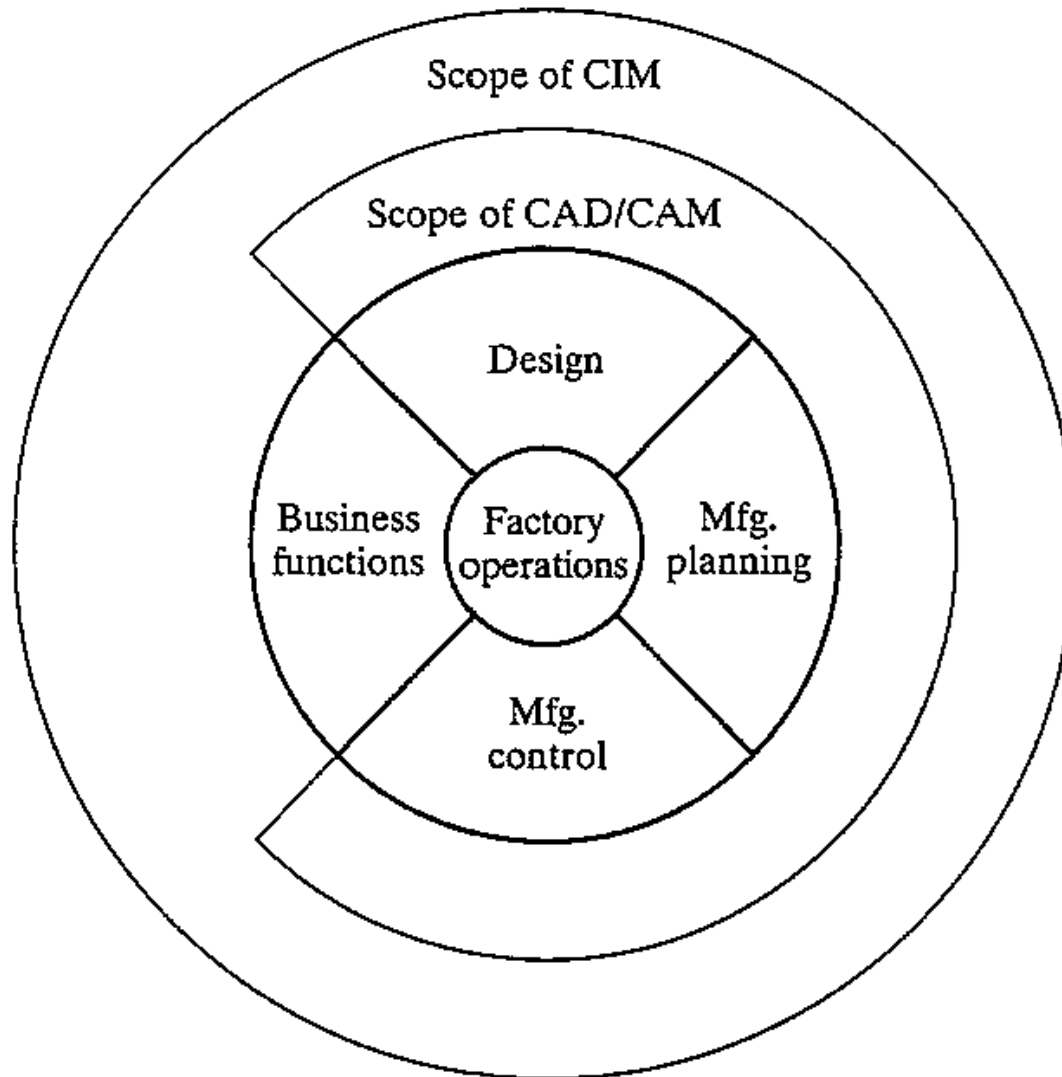 Scope of CIM
Scope of CAD/CAM
Design
Business
functions
Factory
operations
Mfg.
planning
Mfg.
control